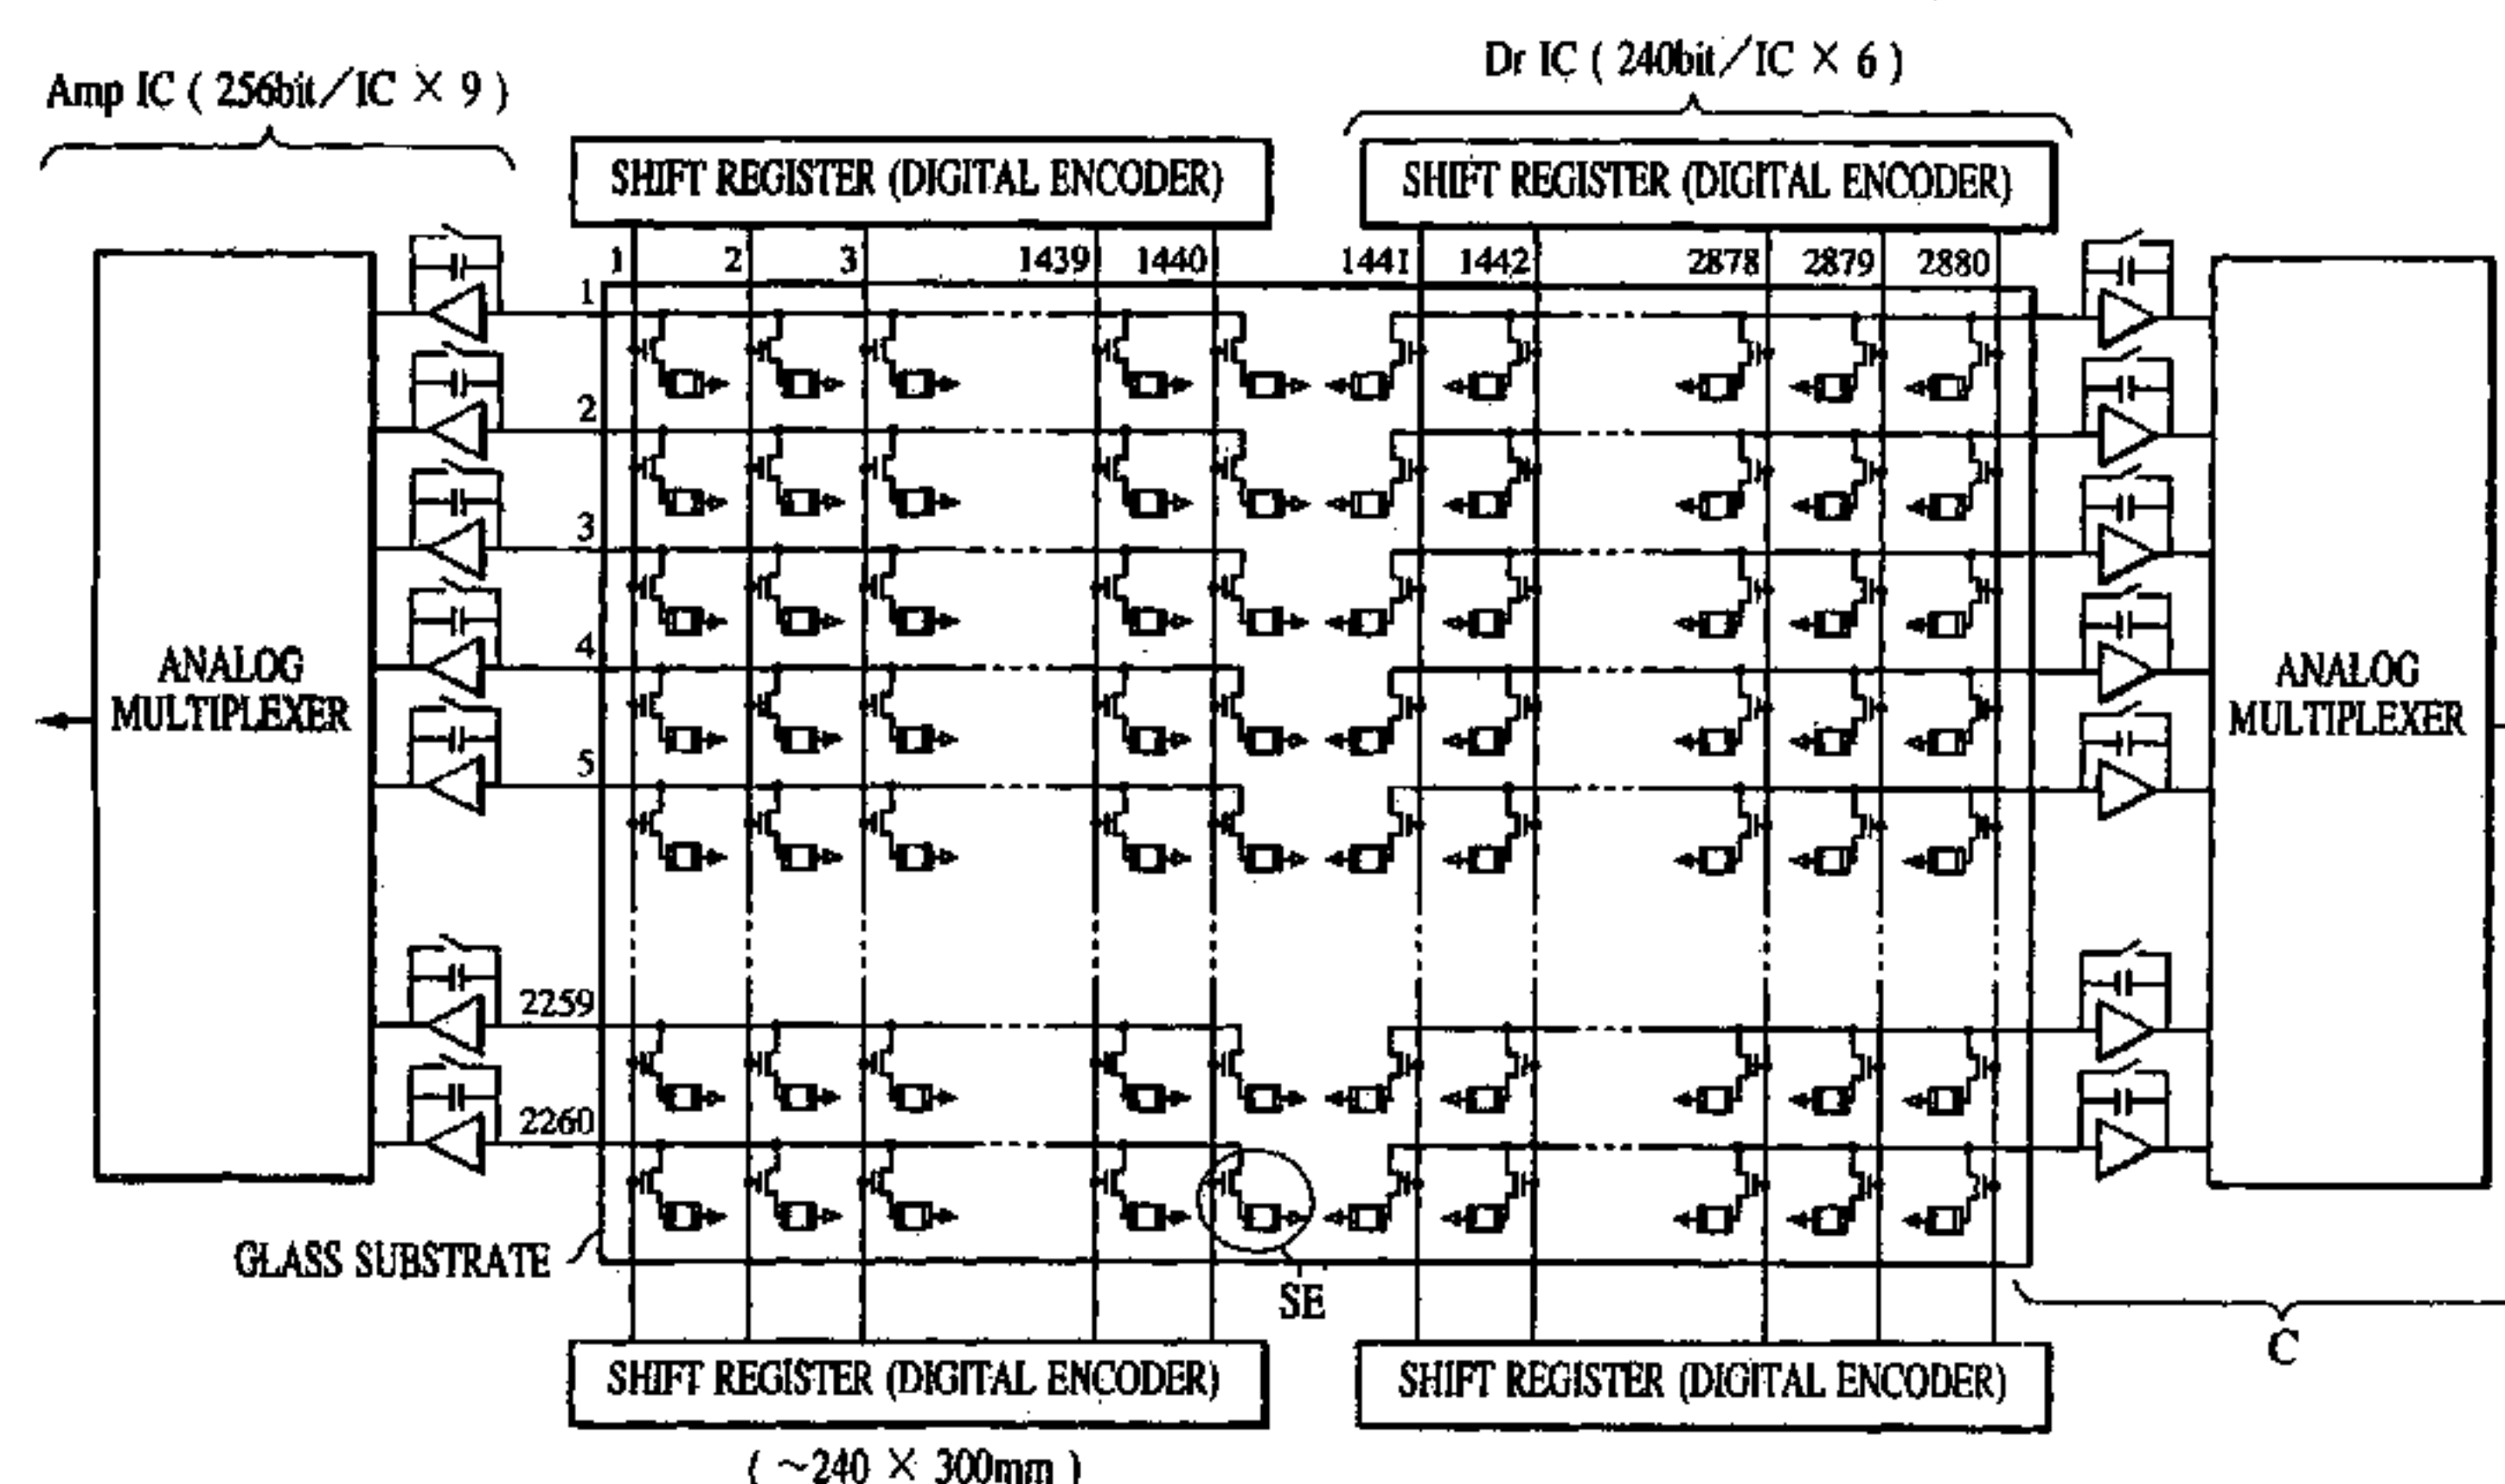 Dr IC ( 240bit/IC × 6 )
Amp IC ( 256bit/IC × 9 )
SHIFT REGISTER (DIGITAL ENCODER)
SHIFT REGISTER (DIGITAL ENCODER)
1 2 3 1439 1440 1441 1442 2878 2879 2880
1
2
3
4
ANALOG
MULTIPLEXER
ANALOG
MULTIPLEXER
5
2259
2260
GLASS SUBSTRATE
SE
C
SHIFT REGISTER (DIGITAL ENCODER)
SHIFT REGISTER (DIGITAL ENCODER)
( ~240 × 300mm )